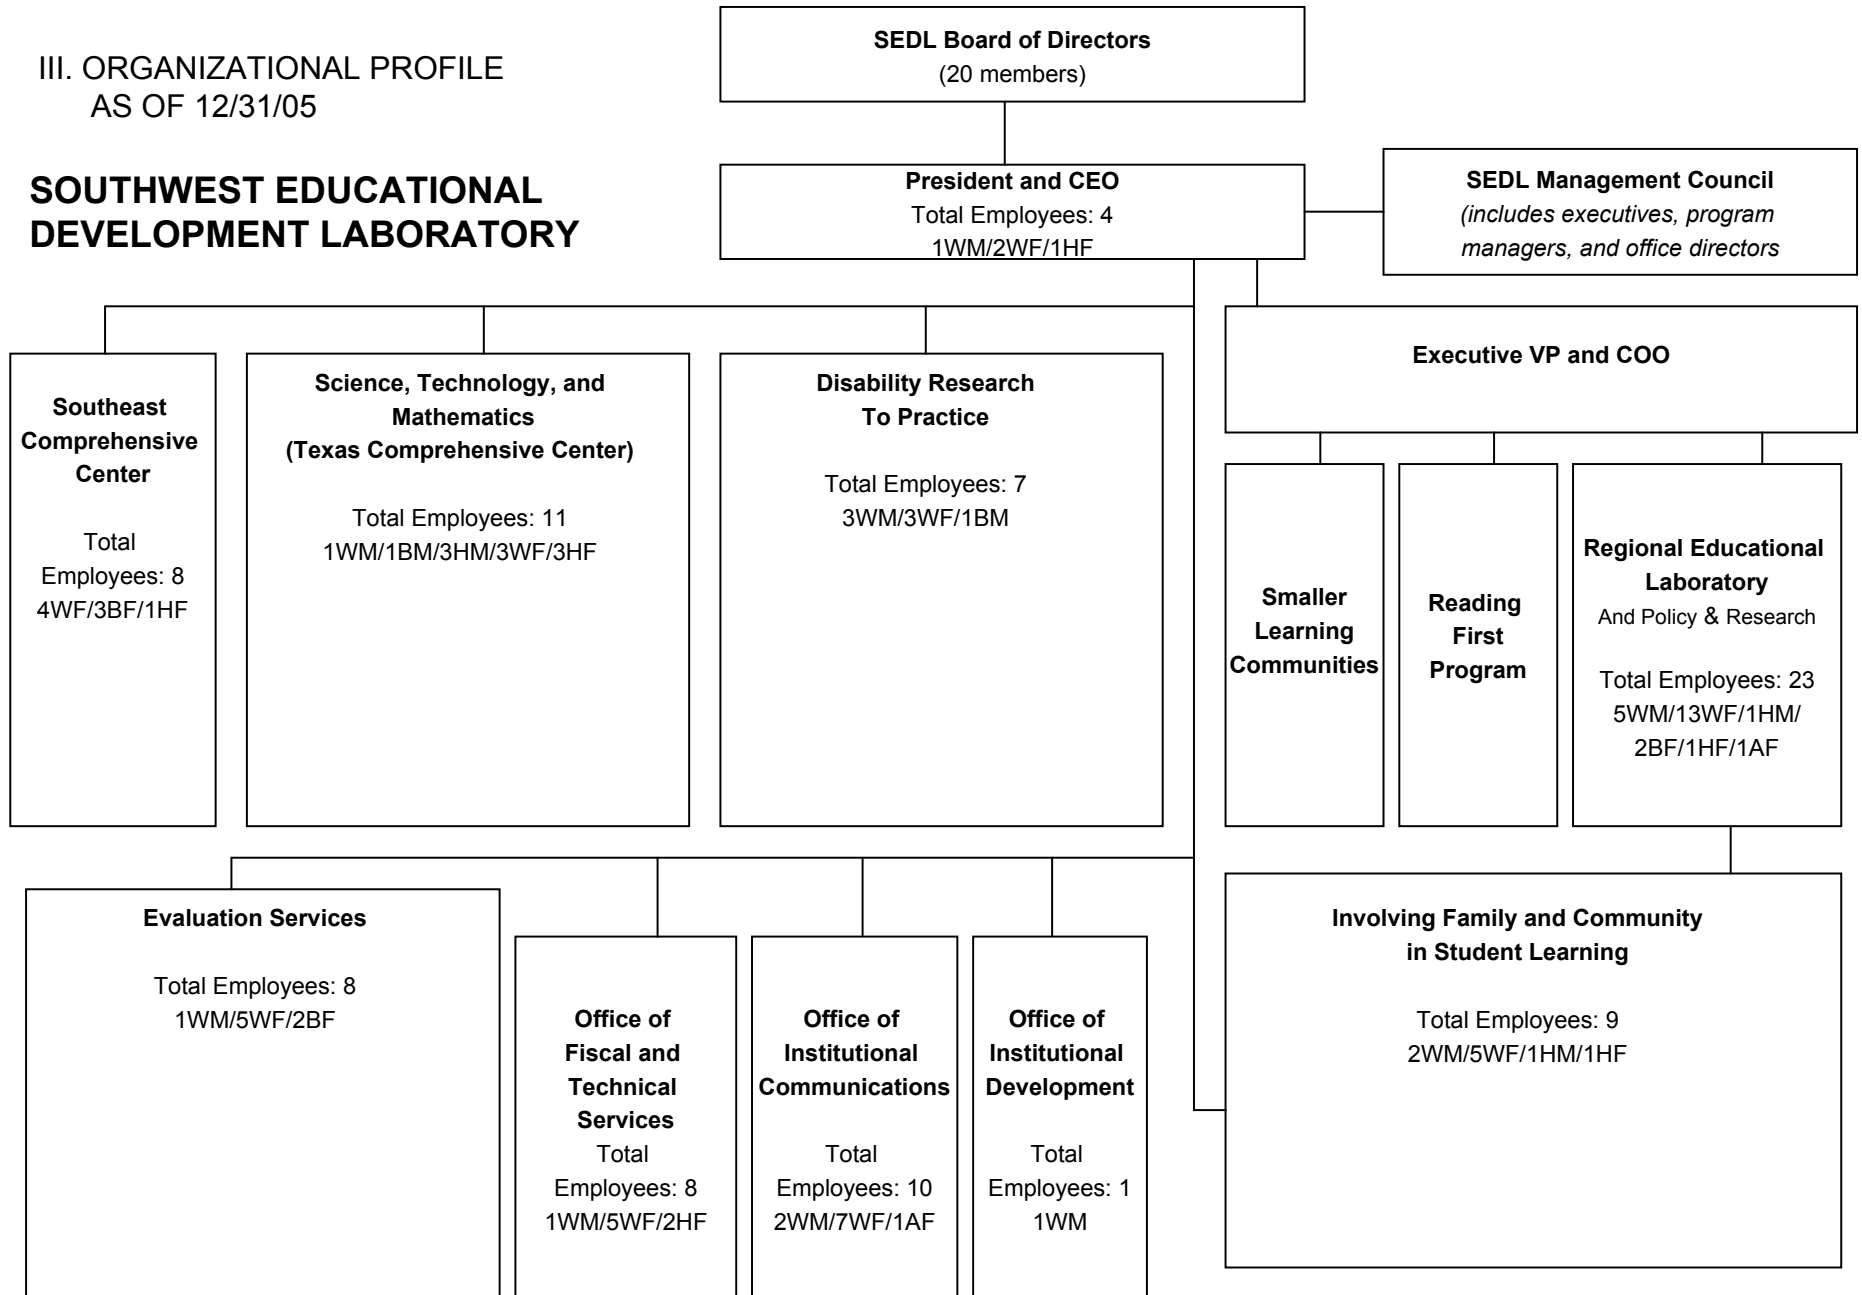 III. ORGANIZATIONAL PROFILE
AS OF 12/31/05
SOUTHWEST EDUCATIONAL
DEVELOPMENT LABORATORY
SEDL Board of Directors
(20 members)
President and CEO
Total Employees: 4
1WM/2WF/1HF
SEDL Management Council
(includes executives, program
managers, and office directors
Southeast
Comprehensive
Center
Total
Employees: 8
4WF/3BF/1HF
Science, Technology, and
Mathematics
(Texas Comprehensive Center)
Total Employees: 11
1WM/1BM/3HM/3WF/3HF
Disability Research
To Practice
Total Employees: 7
3WM/3WF/1BM
Executive VP and COO
Smaller
Learning
Communities
Reading
First
Program
Regional Educational
Laboratory
And Policy & Research
Total Employees: 23
5WM/13WF/1HM/
2BF/1HF/1AF
Evaluation Services
Total Employees: 8
1WM/5WF/2BF
Office of
Fiscal and
Technical
Services
Total
Employees: 8
1WM/5WF/2HF
Office of
Institutional
Communications
Total
Employees: 10
2WM/7WF/1AF
Office of
Institutional
Development
Total
Employees: 1
1WM
Involving Family and Community
in Student Learning
Total Employees: 9
2WM/5WF/1HM/1HF